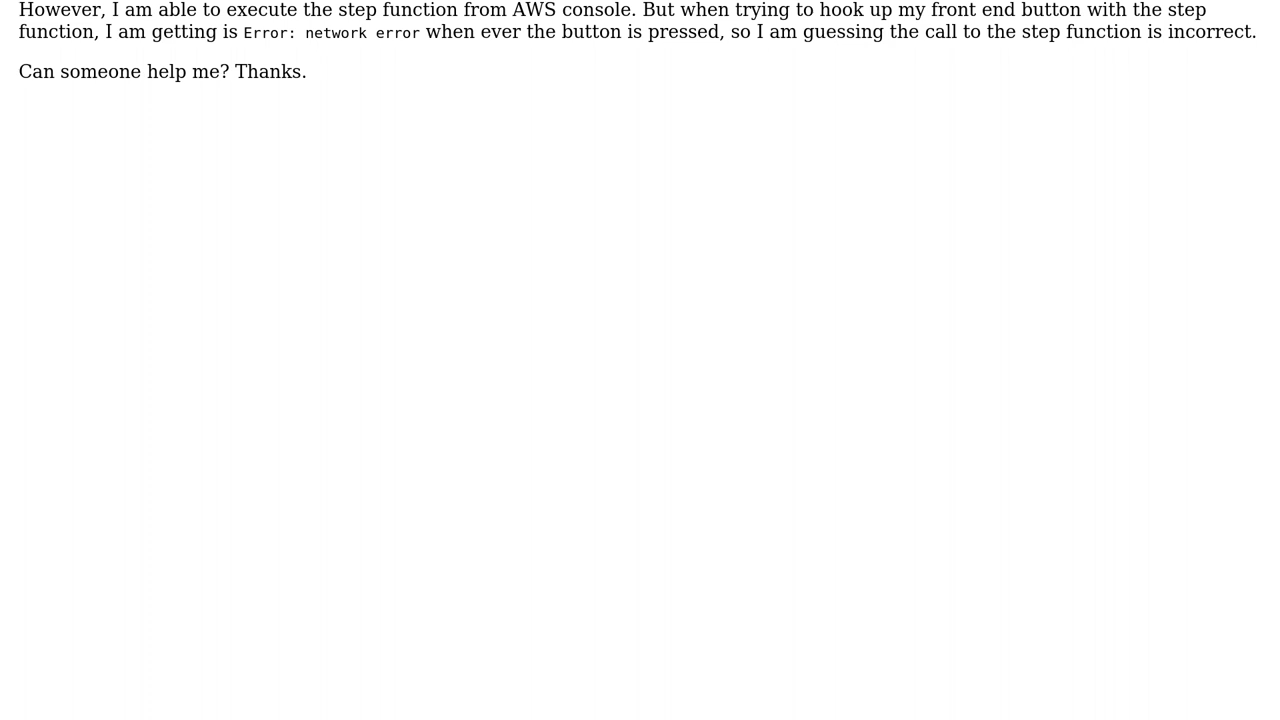 However, I am able to execute the step function from AWS console. But when trying to hook up my front end button with the step
function, I am getting is Error: network error when ever the button is pressed, so I am guessing the call to the step function is incorrect.
Can someone help me? Thanks.